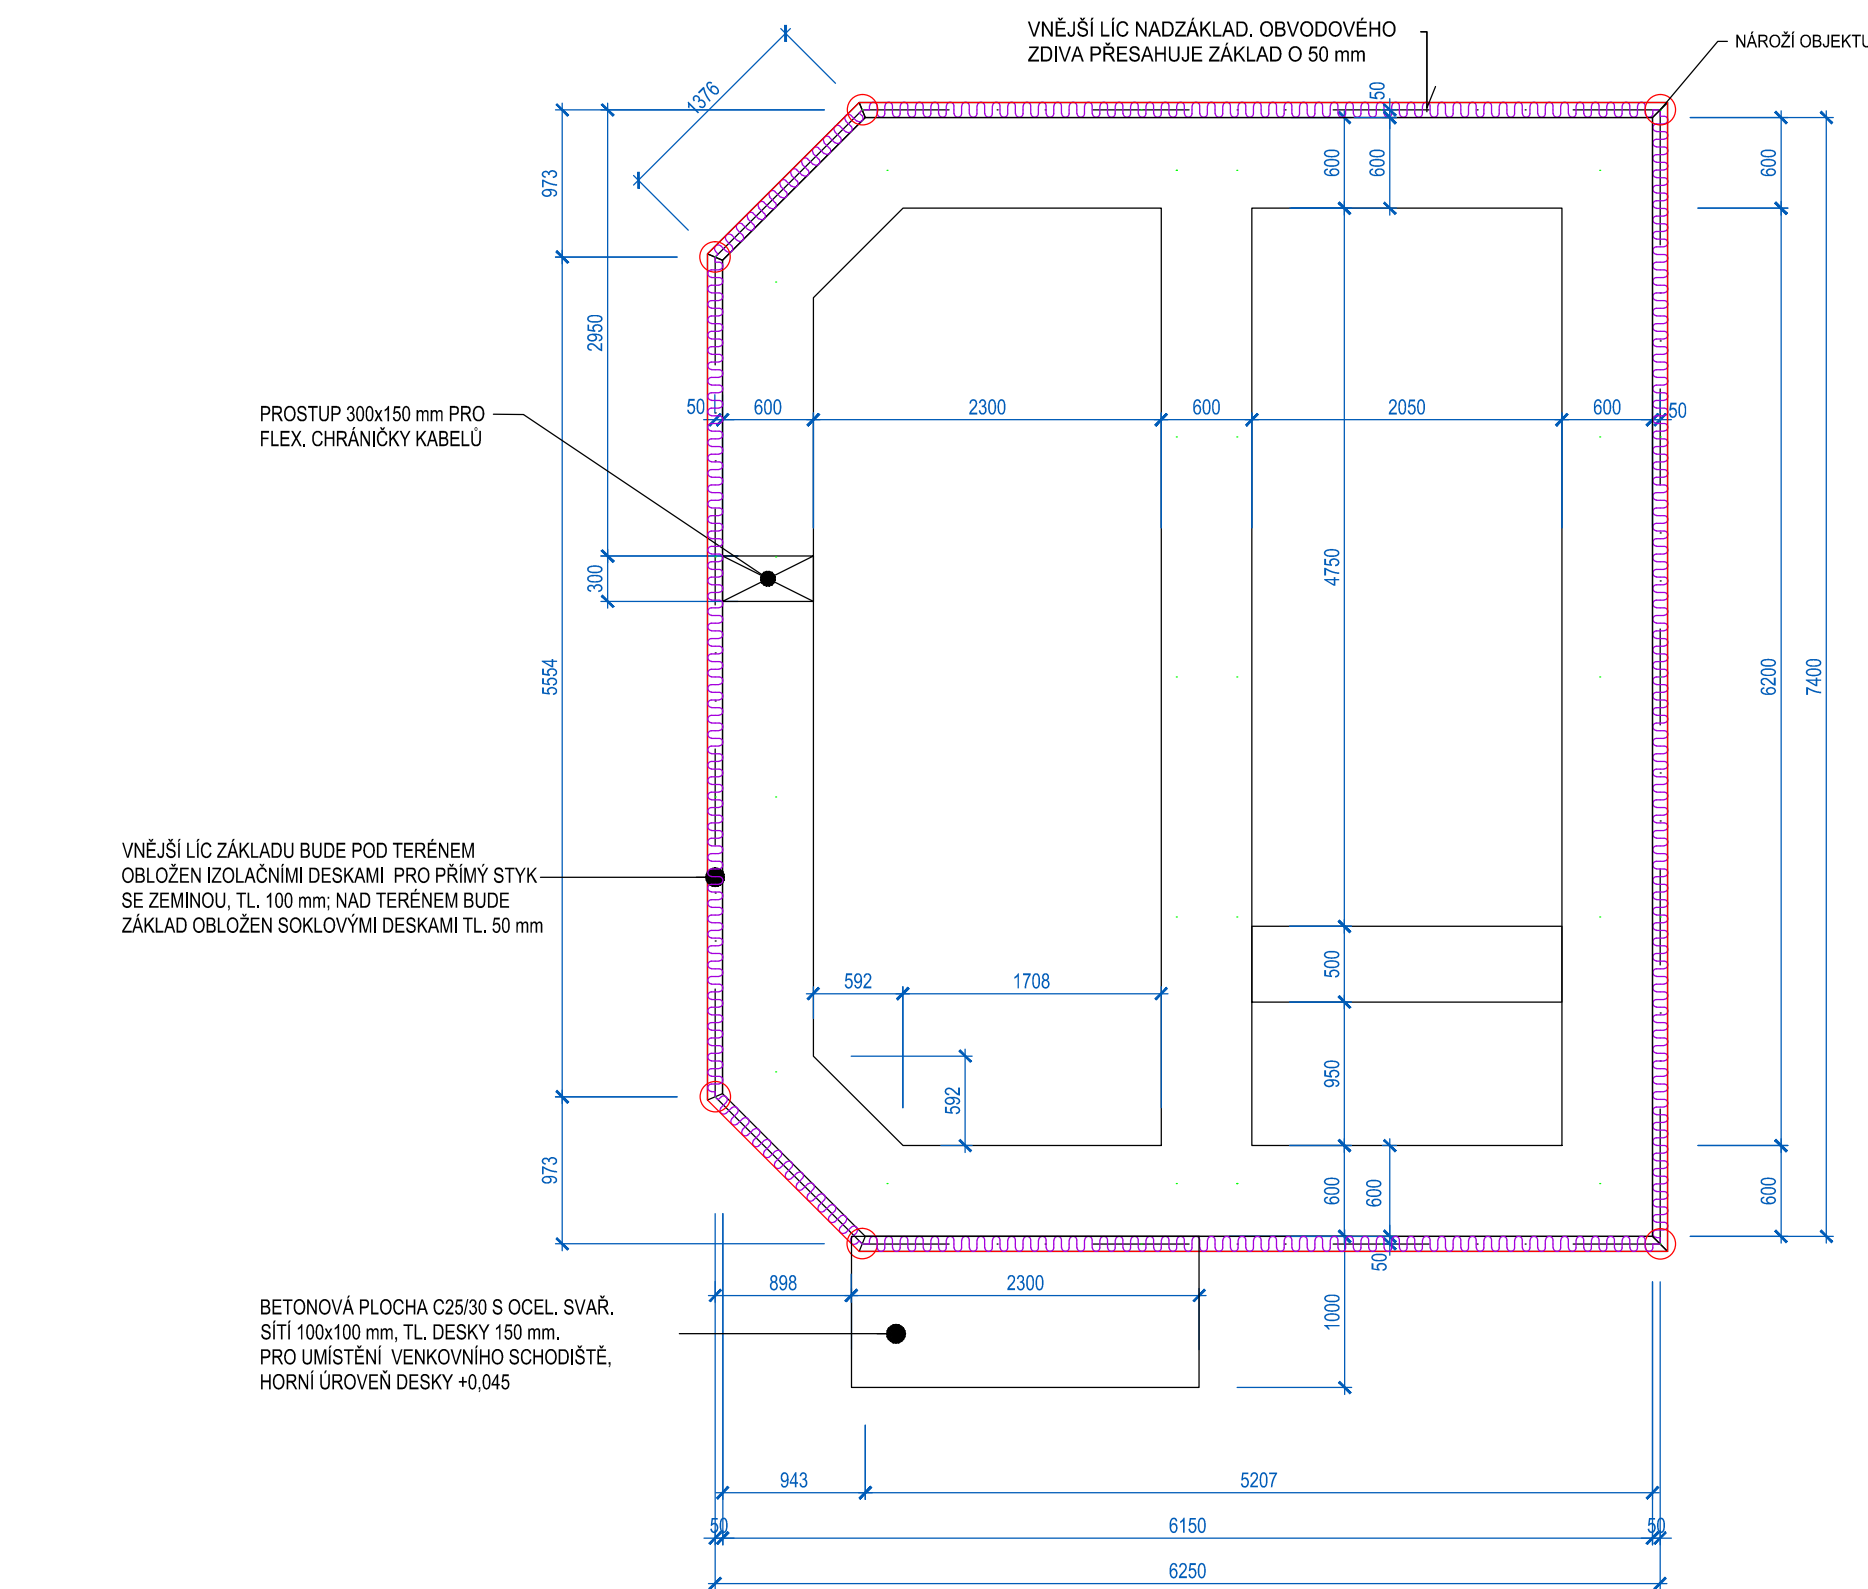 VNĚJŠÍ LÍC NADZÁKLAD. OBVODOVÉHO
ZDIVA PŘESAHUJE ZÁKLAD O 50 mm
NÁROŽÍ OBJEKTU
1376
50
973
600
600
600
2950
PROSTUP 300x150 mm PRO
FLEX. CHRÁNIČKY KABELŮ
50
600
2300
600
2050
600
50
300
4750
5554
6200
7400
VNĚJŠÍ LÍC ZÁKLADU BUDE POD TERÉNEM
OBLOŽEN IZOLAČNÍMI DESKAMI PRO PŘÍMÝ STYK
SE ZEMINOU, TL. 100 mm; NAD TERÉNEM BUDE
ZÁKLAD OBLOŽEN SOKLOVÝMI DESKAMI TL. 50 mm
592
1708
500
592
950
973
600
600
600
50
898
2300
1000
BETONOVÁ PLOCHA C25/30 S OCEL. SVAŘ.
SÍTÍ 100x100 mm, TL. DESKY 150 mm.
PRO UMÍSTĚNÍ VENKOVNÍHO SCHODIŠTĚ,
HORNÍ ÚROVEŇ DESKY +0,045
943
5207
50
6150
50
6250